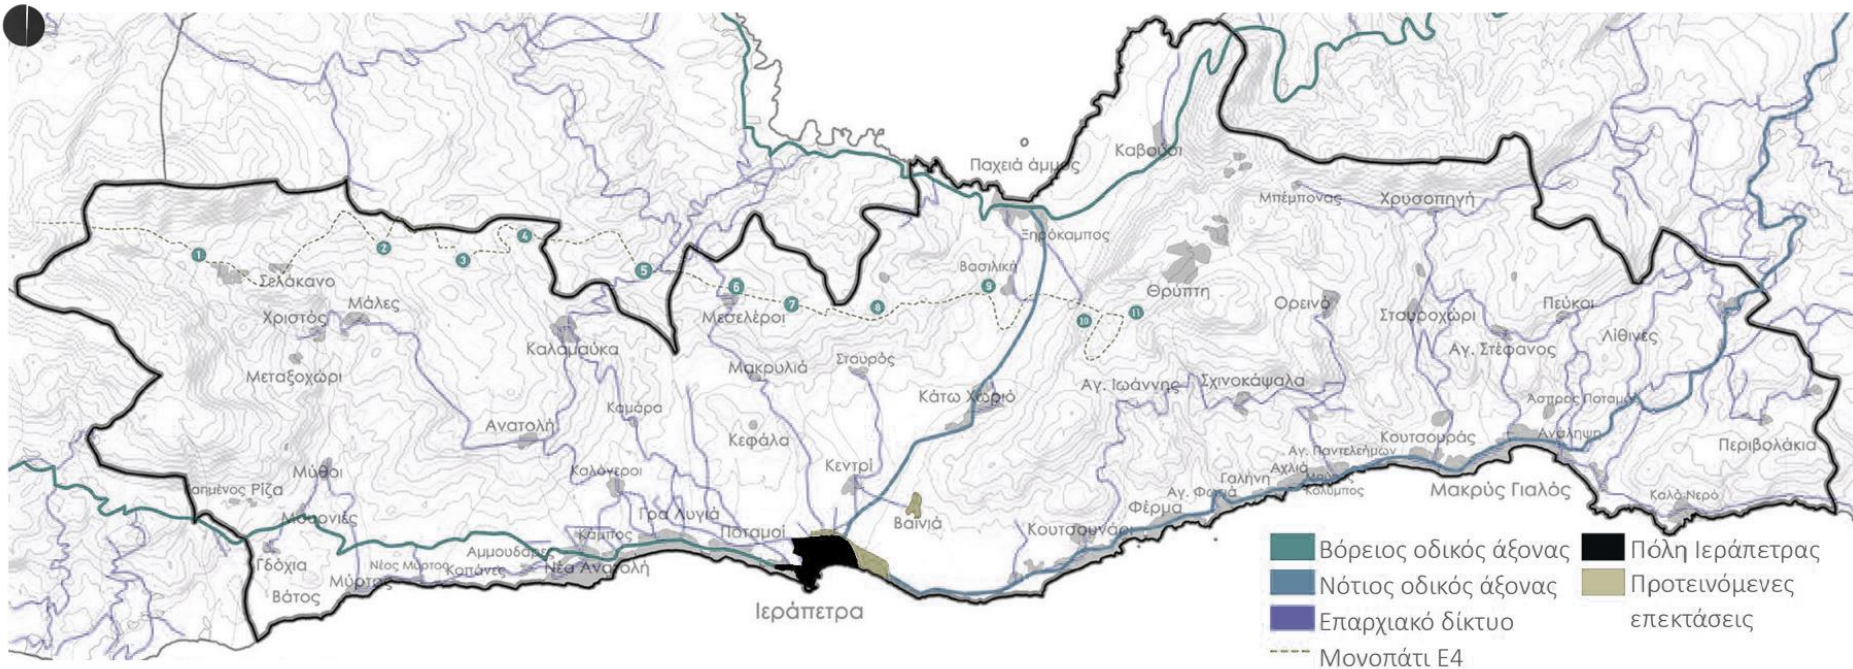 Παχειά άμμος
Καβούσι
Μπέμπονας
Χρυσοπηγή
Ξηρόκαμπος
1
2
3
4
5
6
7
8
9
10
11
Σελάκανο
Βασιλική
Θρύπτη
Χριστός
Μάλες
Μεσελέροι
Ορεινό
Σταυροχώρι
Πεύκοι
Καλαμαύκα
Αγ. Στέφανος
Λίθινες
Μεταξοχώρι
Μακρυλιά
Σταυρός
Αγ. Ιωάννης
Σχινοκάψαλα
Κάτω Χωριό
Άσπρος Ποταμός
Ανατολή
Καμάρα
Κεφάλα
Κουτσουράς
Ανάληψη
Περιβολάκια
Μύθοι
Καλόγεροι
Κεντρί
Αγ. Παντελεήμων
Αχλιά
Γαλήνη
Κολύμπος
Μακρύς Γιαλός
Καλό Νερό
Ρίζα
Μουρνιές
Γρα Λυγιά
Ποταμοί
Βαϊνιά
Αγ. Φωτιά
Φέρμα
Κουτσουνάρι
Κάμπος
Αμμουδάρες
Γδόχια
Νέος Μύρτος
Κοπάνες
Νέα Ανατολή
Μύρτος
Βάτος
Ιεράπετρα
Βόρειος οδικός άξονας
Νότιος οδικός άξονας
Επαρχιακό δίκτυο
Μονοπάτι Ε4
Πόλη Ιεράπετρας
Προτεινόμενες
επεκτάσεις